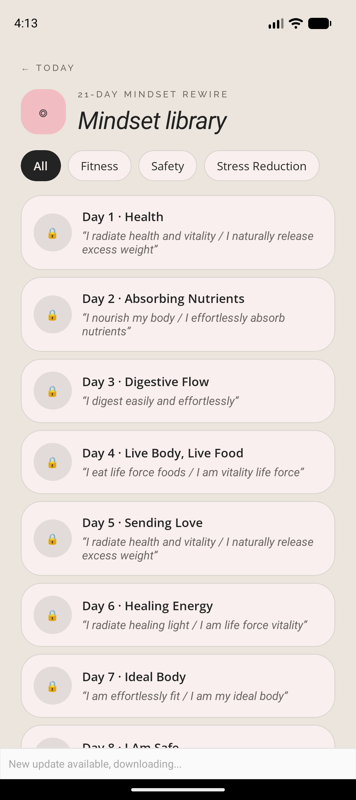 4:13
← TODAY
21-DAY MINDSET REWIRE
Mindset library
All
Fitness
Safety
Stress Reduction
Day 1 · Health
“I radiate health and vitality / I naturally release
excess weight”
Day 2 · Absorbing Nutrients
“I nourish my body / I effortlessly absorb
nutrients”
Day 3 · Digestive Flow
“I digest easily and effortlessly”
Day 4 · Live Body, Live Food
“I eat life force foods / I am vitality life force”
Day 5 · Sending Love
“I radiate health and vitality / I naturally release
excess weight”
Day 6 · Healing Energy
“I radiate healing light / I am life force vitality”
Day 7 · Ideal Body
“I am effortlessly fit / I am my ideal body”
Day 8 · I Am Safe
New update available, downloading...